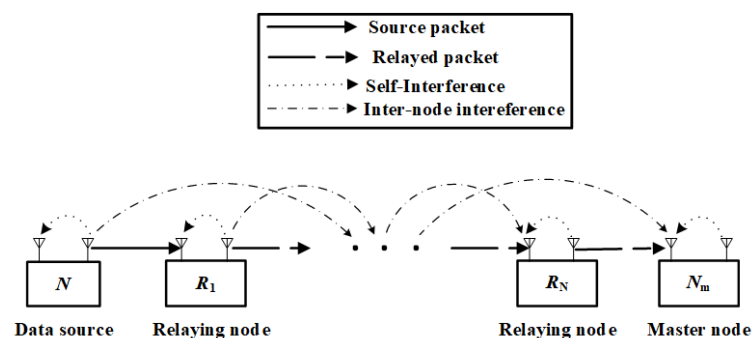 Source packet
Relayed packet
Self-Interference
Inter-node intereference
N R1 RN Nm
Data source Relaying node Relaying node Master node